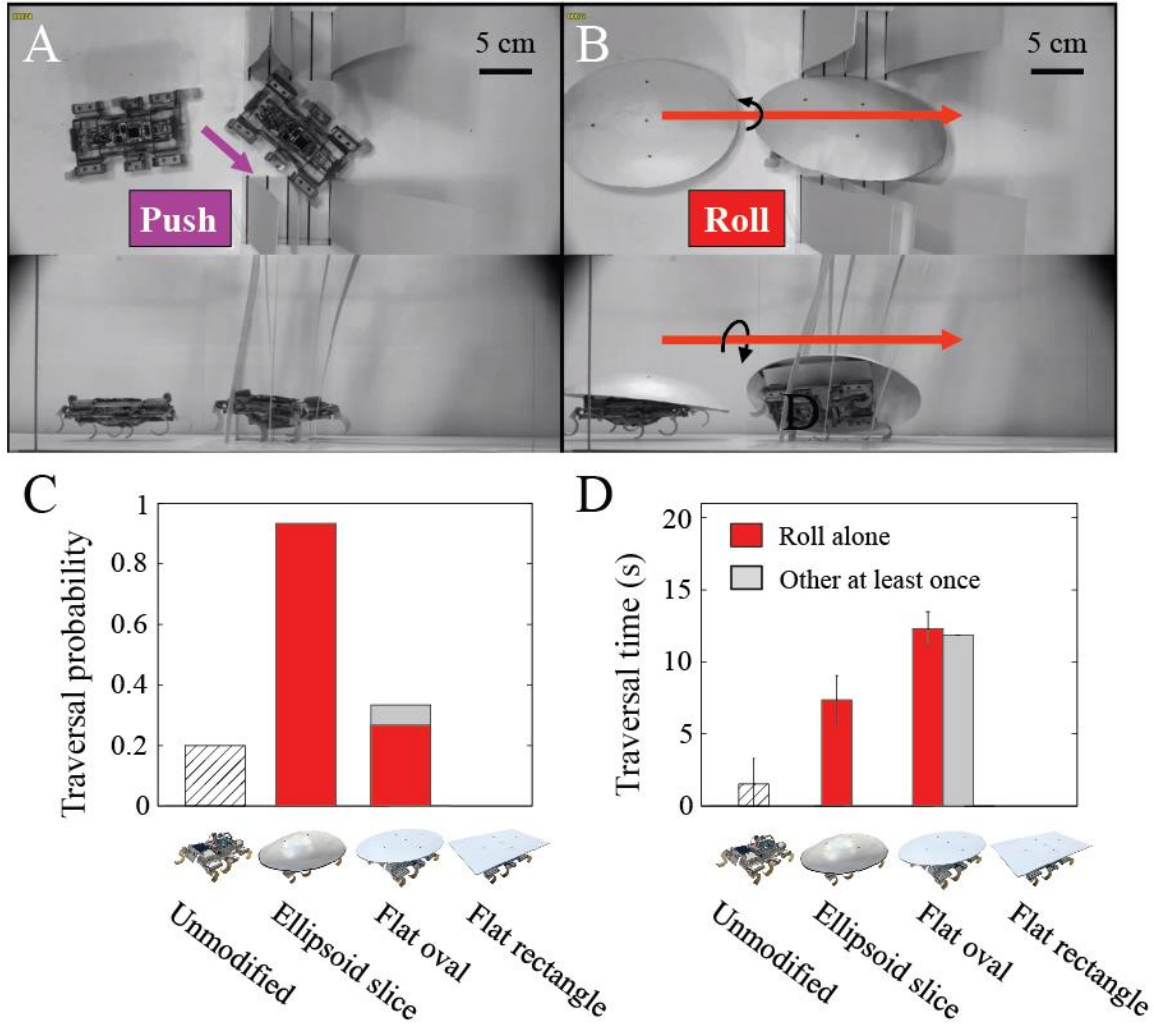 A
5 cm
Push
B
5 cm
Roll
D
C
Traversal probability
1
0.8
0.6
0.4
0.2
0
Unmodified
Ellipsoid slice
Flat oval
Flat rectangle
D
Traversal time (s)
20
15
10
5
0
Roll alone
Other at least once
Unmodified
Ellipsoid slice
Flat oval
Flat rectangle